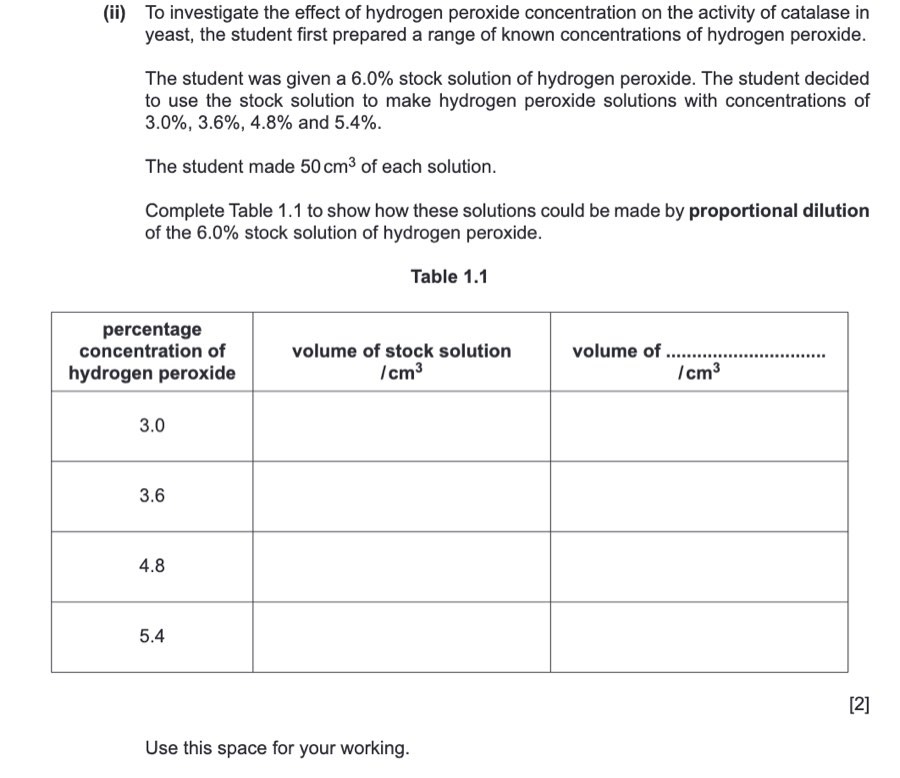 (ii) To investigate the effect of hydrogen peroxide concentration on the activity of catalase in
yeast, the student first prepared a range of known concentrations of hydrogen peroxide.
The student was given a 6.0% stock solution of hydrogen peroxide. The student decided
to use the stock solution to make hydrogen peroxide solutions with concentrations of
3.0%, 3.6%, 4.8% and 5.4%.
The student made 50 cm³ of each solution.
Complete Table 1.1 to show how these solutions could be made by proportional dilution
of the 6.0% stock solution of hydrogen peroxide.
Table 1.1
percentage
concentration of
hydrogen peroxide
volume of stock solution
/cm³
volume of ...............................
/cm³
3.0
3.6
4.8
5.4
[2]
Use this space for your working.